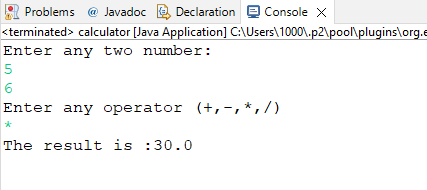 Problems @ Javadoc Declaration Console
<terminated> calculator [Java Application] C:\Users\1000\.p2\pool\plugins\org.e
Enter any two number:
5
6
Enter any operator (+,-,*,/)
*
The result is :30.0